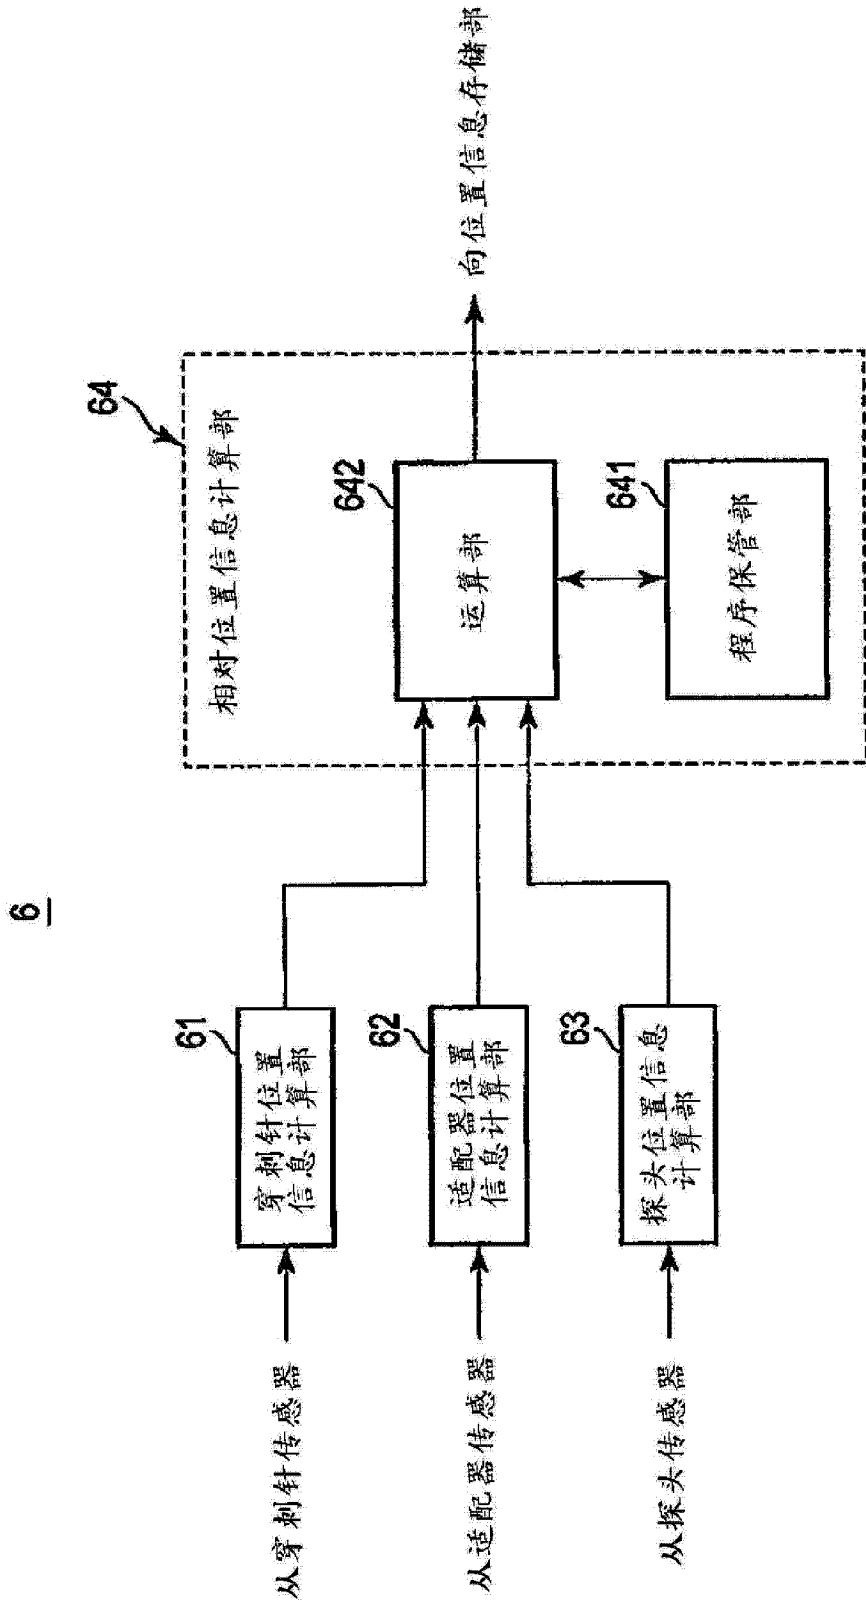 6
64
相对位置信息计算部
61
穿刺针位置
信息计算部
642
运算部
从穿刺针传感器
62
适配器位置
信息计算部
从适配器传感器
向位置信息存储部
63
探头位置信息
计算部
从探头传感器
641
程序保管部